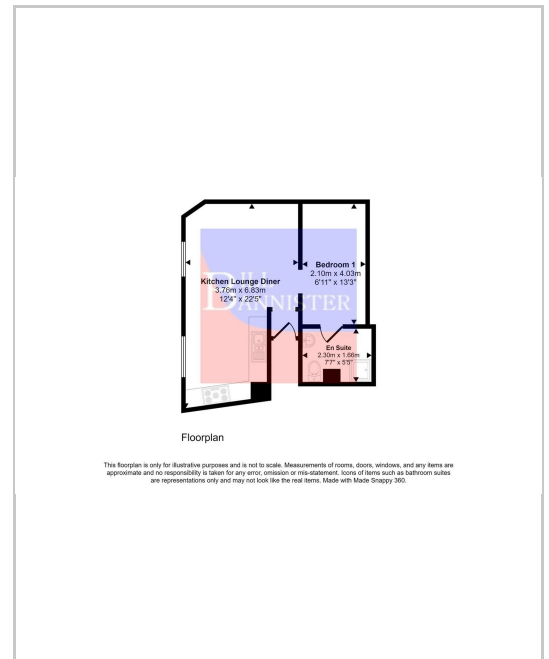 Kitchen Lounge Diner
3.76m x 6.83m
12'4" x 22'5"
Bedroom 1
2.10m x 4.03m
6'11" x 13'3"
BILL
BANNISTER
En Suite
2.30m x 1.66m
7'7" x 5'5"
Floorplan
This floorplan is only for illustrative purposes and is not to scale. Measurements of rooms, doors, windows, and any items are
approximate and no responsibility is taken for any error, omission or mis-statement. Icons of items such as bathroom suites
are representations only and may not look like the real items. Made with Made Snappy 360.